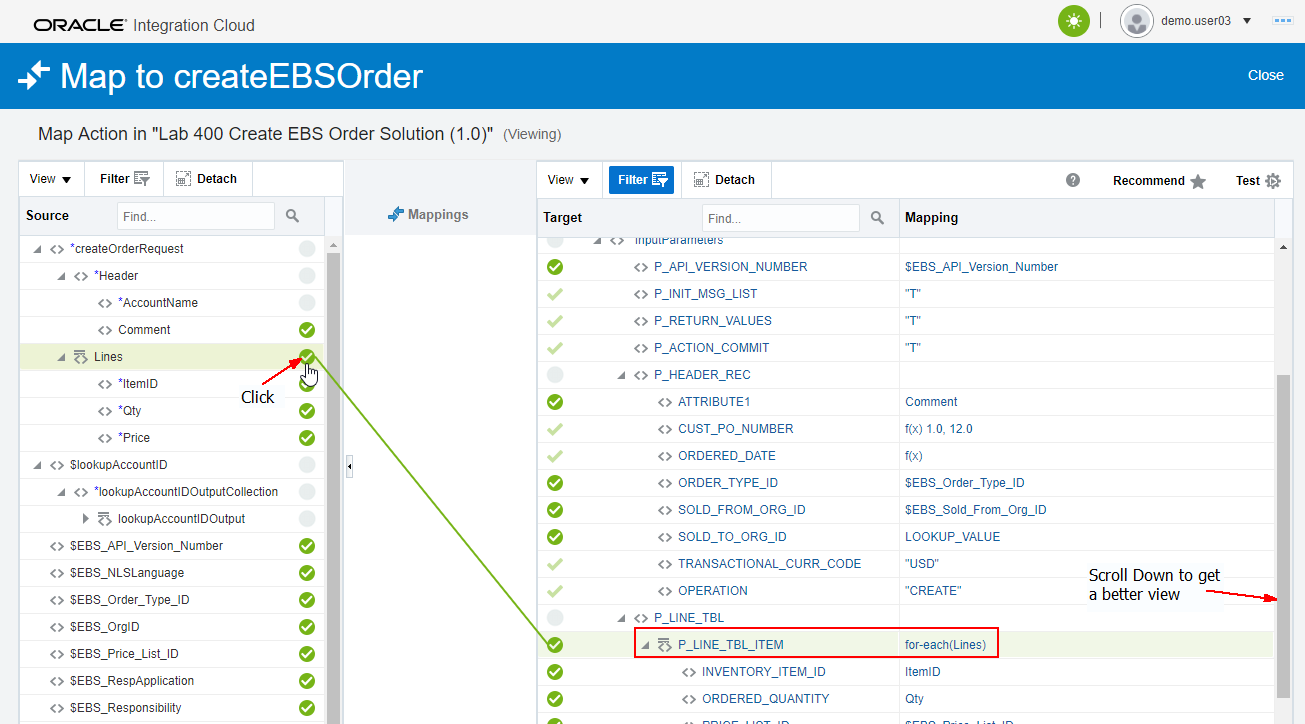 ORACLE Integration Cloud
demo.user03
Map to createEBSOrder
Close
Map Action in "Lab 400 Create EBS Order Solution (1.0)" (Viewing)
View
Filter
Detach
Source
Find...
*createOrderRequest
*Header
*AccountName
Comment
Lines
*ItemID
*Qty
*Price
$lookupAccountID
*lookupAccountIDOutputCollection
lookupAccountIDOutput
$EBS_API_Version_Number
$EBS_NLSLanguage
$EBS_Order_Type_ID
$EBS_OrgID
$EBS_Price_List_ID
$EBS_RespApplication
$EBS_Responsibility
Click
Mappings
View
Filter
Detach
?
Recommend
Test
Target
Find...
Mapping
InputParameters
P_API_VERSION_NUMBER $EBS_API_Version_Number
P_INIT_MSG_LIST "T"
P_RETURN_VALUES "T"
P_ACTION_COMMIT "T"
P_HEADER_REC
ATTRIBUTE1 Comment
CUST_PO_NUMBER f(x) 1.0, 12.0
ORDERED_DATE f(x)
ORDER_TYPE_ID $EBS_Order_Type_ID
SOLD_FROM_ORG_ID $EBS_Sold_From_Org_ID
SOLD_TO_ORG_ID LOOKUP_VALUE
TRANSACTIONAL_CURR_CODE "USD"
OPERATION "CREATE"
P_LINE_TBL
P_LINE_TBL_ITEM for-each(Lines)
INVENTORY_ITEM_ID ItemID
ORDERED_QUANTITY Qty
PRICE_LIST_ID $EBS_Price_List_ID
Scroll Down to get
a better view